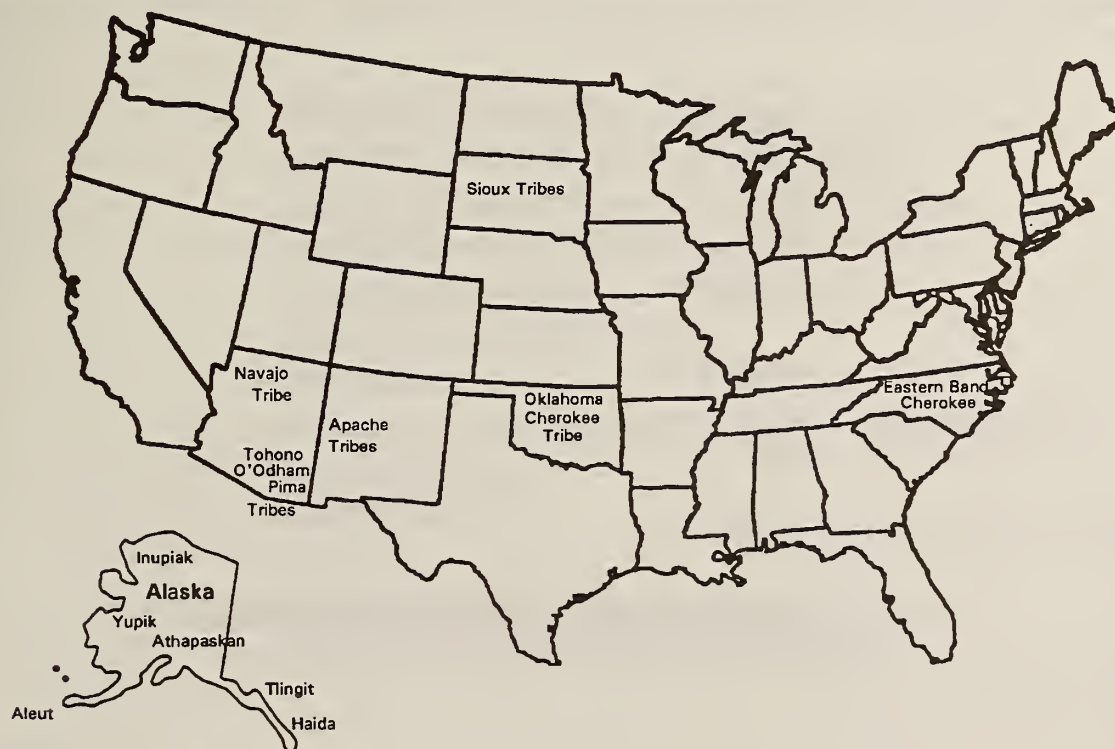 Sioux Tribes
Navajo
Tribe
Apache
Tribes
Oklahoma
Cherokee
Tribe
Eastern Band
Cherokee
Tohono
O'Odham
Pima
Tribes
Inupiak
Alaska
Yupik
Athapaskan
Aleut
Tlingit
Haida